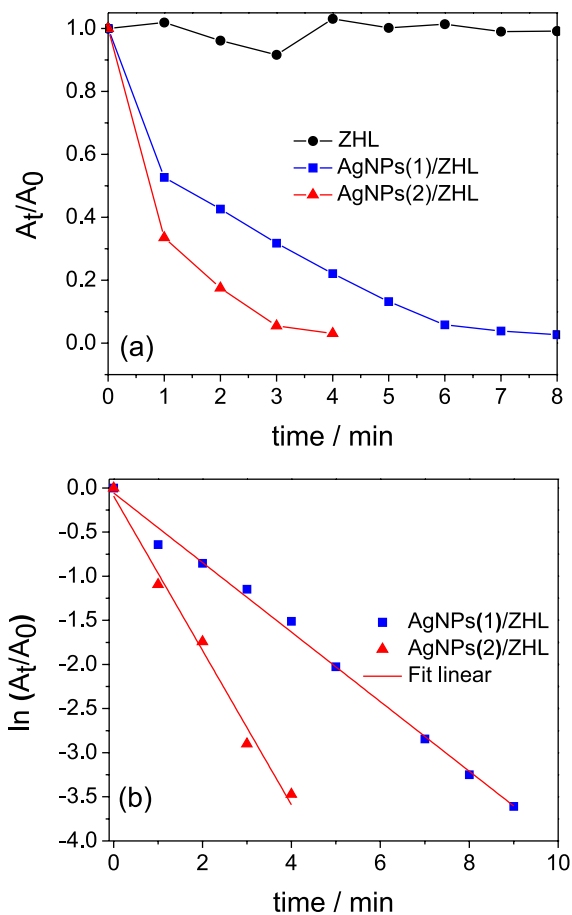 1.0
0.8
0.6
0.4
0.2
0.0
A_t/A_0
ZHL
AgNPs(1)/ZHL
AgNPs(2)/ZHL
(a)
0 1 2 3 4 5 6 7 8
time / min
0.0
-0.5
-1.0
-1.5
-2.0
-2.5
-3.0
-3.5
-4.0
ln (A_t/A_0)
AgNPs(1)/ZHL
AgNPs(2)/ZHL
Fit linear
(b)
0 2 4 6 8 10
time / min